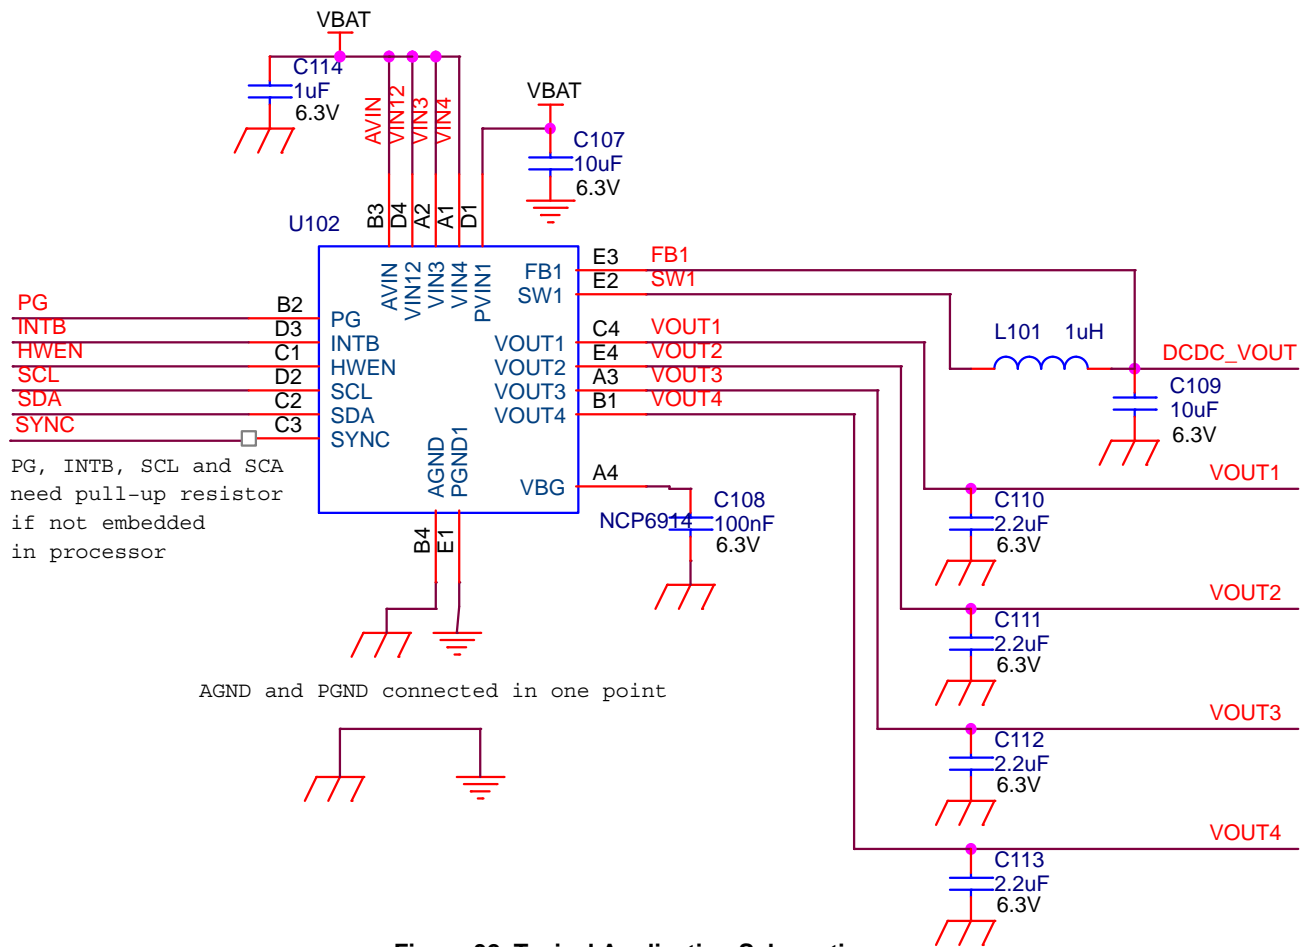 VBAT
C114
1uF
6.3V
AVIN
VIN12
VIN3
VIN4
VBAT
C107
10uF
6.3V
B3
D4
A2
A1
D1
U102
AVIN
VIN12
VIN3
VIN4
PVIN1
FB1
SW1
E3
FB1
E2
SW1
PG
B2
PG
INTB
D3
INTB
HWEN
C1
HWEN
SCL
D2
SCL
SDA
C2
SDA
SYNC
C3
SYNC
VOUT1
C4
VOUT1
VOUT2
E4
VOUT2
VOUT3
A3
VOUT3
VOUT4
B1
VOUT4
L101 1uH
DCDC_VOUT
C109
10uF
6.3V
PG, INTB, SCL and SCA
need pull-up resistor
if not embedded
in processor
AGND
PGND1
VBG
A4
B4
E1
NCP6914
C108
100nF
6.3V
VOUT1
C110
2.2uF
6.3V
VOUT2
C111
2.2uF
6.3V
AGND and PGND connected in one point
VOUT3
C112
2.2uF
6.3V
VOUT4
C113
2.2uF
6.3V